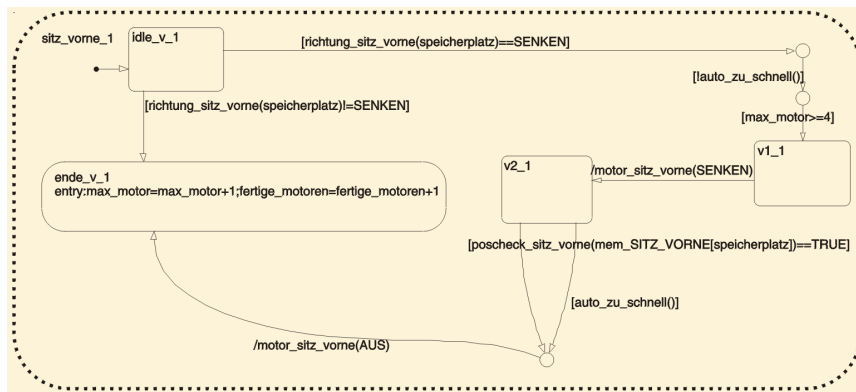 sitz_vorne_1
idle_v_1
[richtung_sitz_vorne(speicherplatz)==SENKEN]
[!auto_zu_schnell()]
[richtung_sitz_vorne(speicherplatz)!=SENKEN]
[max_motor>=4]
v1_1
v2_1
/motor_sitz_vorne(SENKEN)
ende_v_1
entry:max_motor=max_motor+1;fertige_motoren=fertige_motoren+1
[poscheck_sitz_vorne(mem_SITZ_VORNE[speicherplatz])==TRUE]
[auto_zu_schnell()]
/motor_sitz_vorne(AUS)